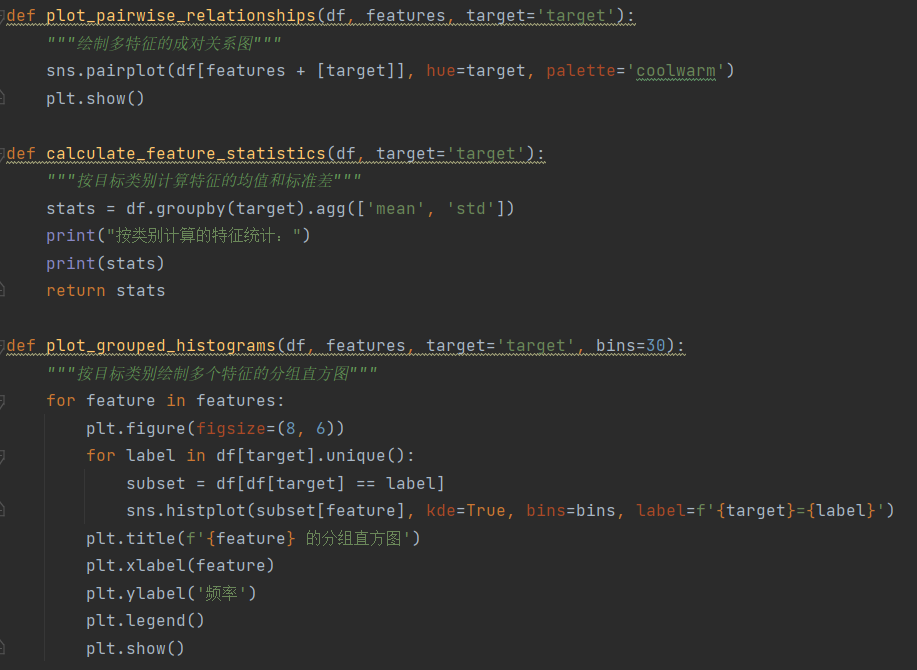 def plot_pairwise_relationships(df, features, target='target'):
    """绘制多特征的成对关系图"""
    sns.pairplot(df[features + [target]], hue=target, palette='coolwarm')
    plt.show()
def calculate_feature_statistics(df, target='target'):
    """按目标类别计算特征的均值和标准差"""
    stats = df.groupby(target).agg(['mean', 'std'])
    print("按类别计算的特征统计：")
    print(stats)
    return stats
def plot_grouped_histograms(df, features, target='target', bins=30):
    """按目标类别绘制多个特征的分组直方图"""
    for feature in features:
        plt.figure(figsize=(8, 6))
        for label in df[target].unique():
            subset = df[df[target] == label]
            sns.histplot(subset[feature], kde=True, bins=bins, label=f'{target}={label}')
        plt.title(f'{feature} 的分组直方图')
        plt.xlabel(feature)
        plt.ylabel('频率')
        plt.legend()
        plt.show()